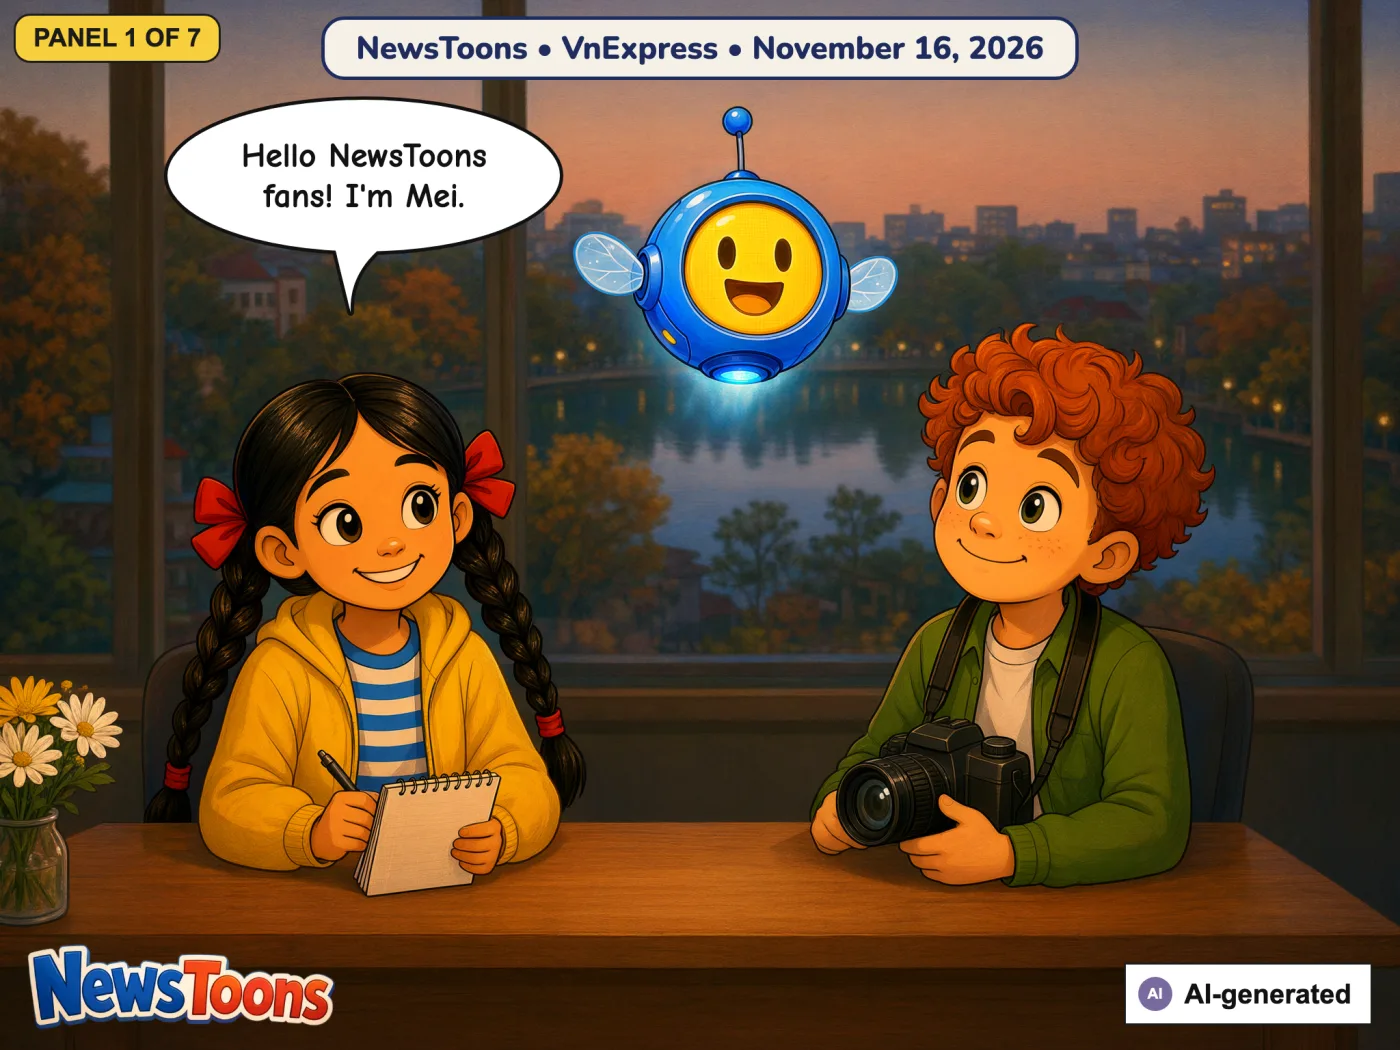 PANEL 1 OF 7
NewsToons • VnExpress • November 16, 2026
Hello NewsToons
fans! I'm Mei.
NewsToons
AI AI-generated